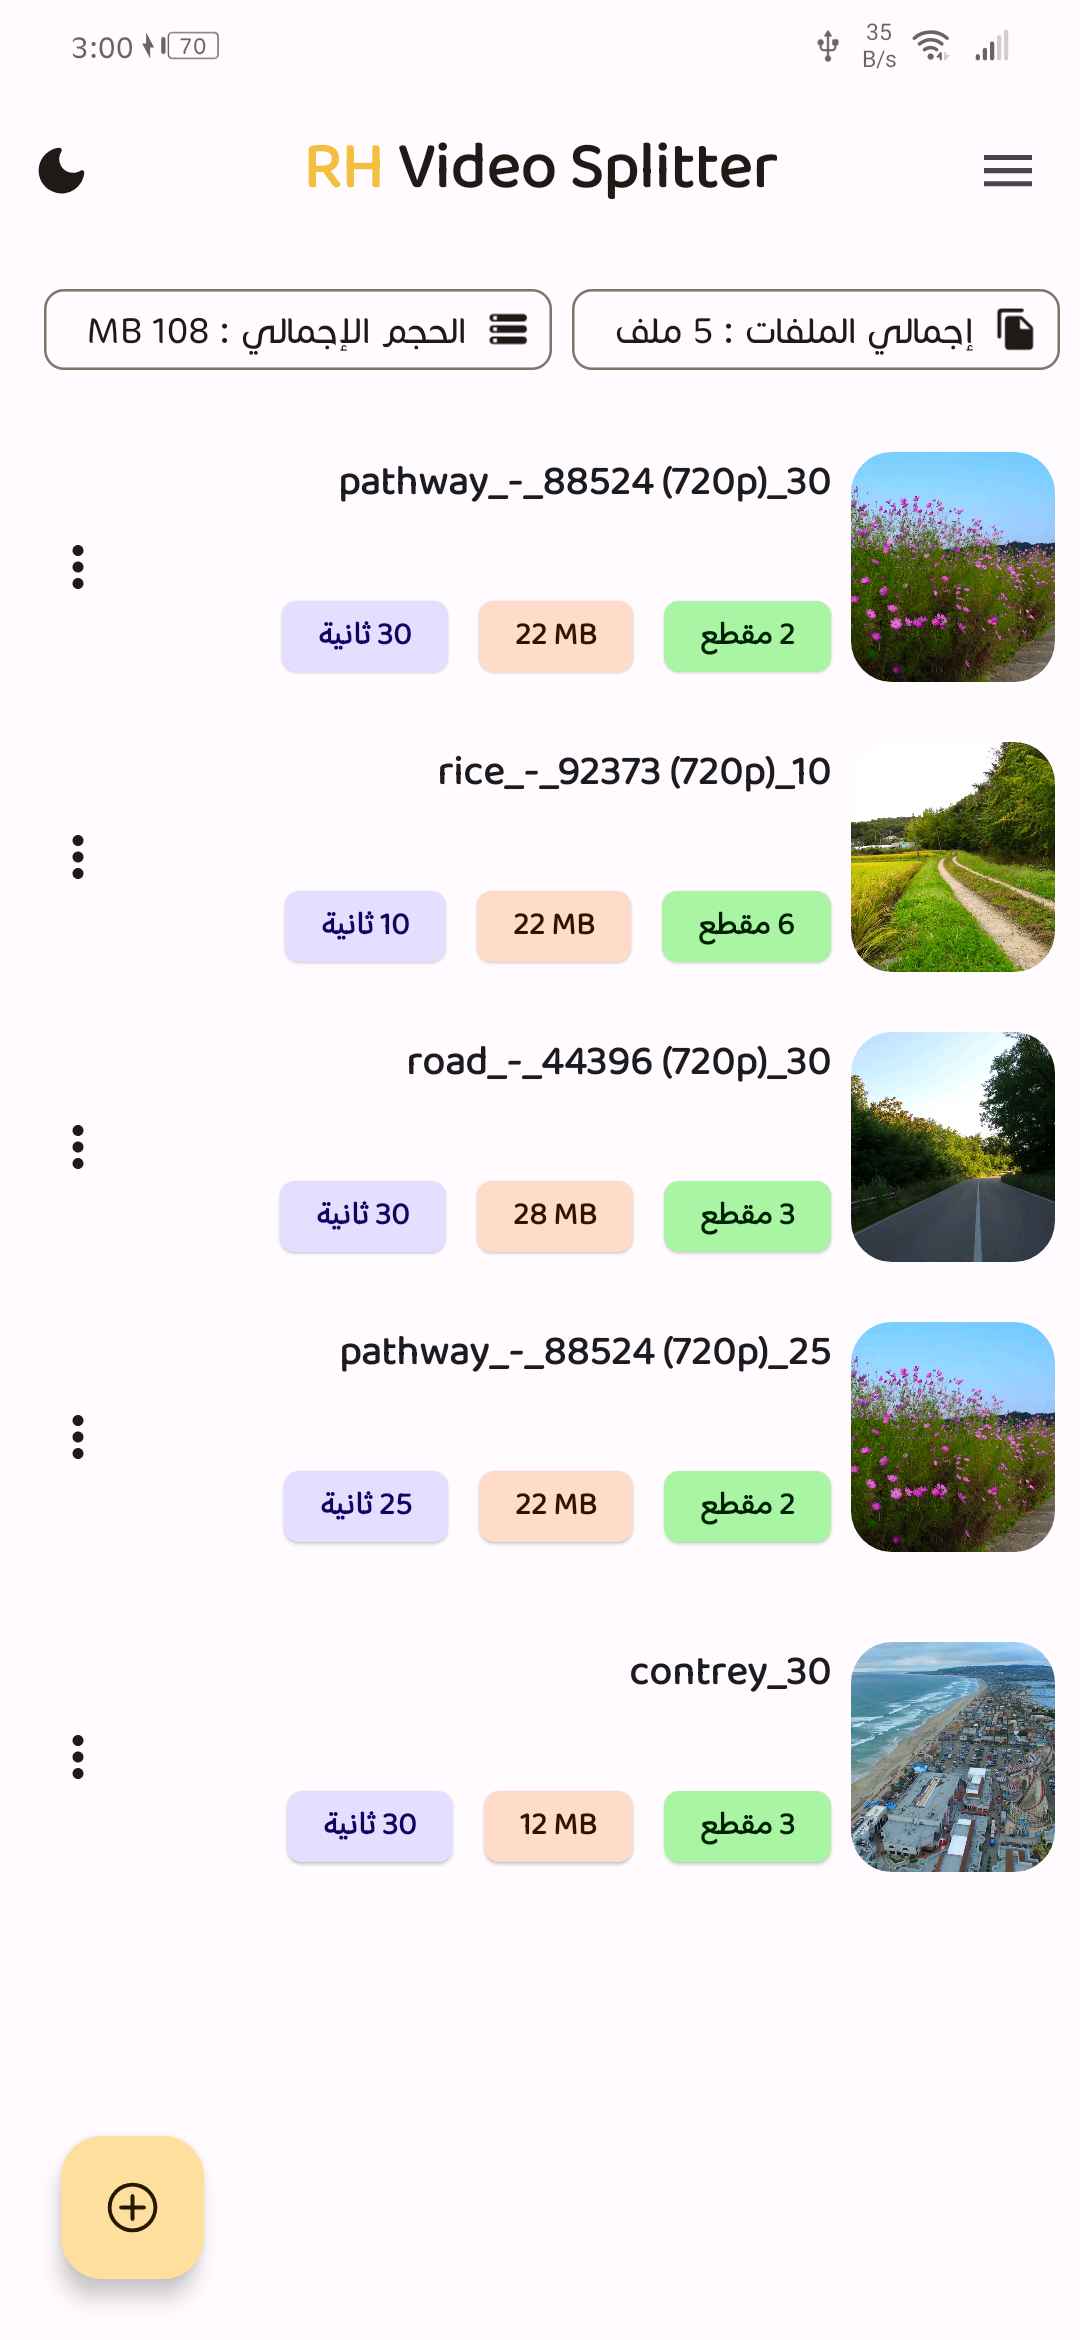 3:00 70 35 B/s
RH Video Splitter
إجمالي الملفات : 5 ملف
الحجم الإجمالي : 108 MB
pathway_-_88524 (720p)_30
2 مقطع
22 MB
30 ثانية
rice_-_92373 (720p)_10
6 مقطع
22 MB
10 ثانية
road_-_44396 (720p)_30
3 مقطع
28 MB
30 ثانية
pathway_-_88524 (720p)_25
2 مقطع
22 MB
25 ثانية
contrey_30
3 مقطع
12 MB
30 ثانية